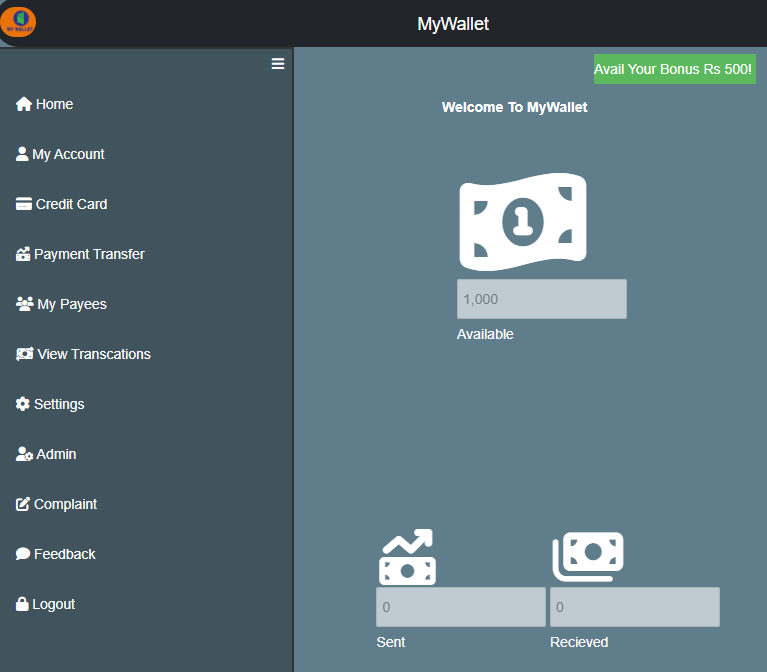 MY WALLET
MyWallet
Avail Your Bonus Rs 500!
Welcome To MyWallet
Home
My Account
Credit Card
Payment Transfer
My Payees
View Transcations
Settings
Admin
Complaint
Feedback
Logout
1
1,000
Available
0
0
Sent
Recieved